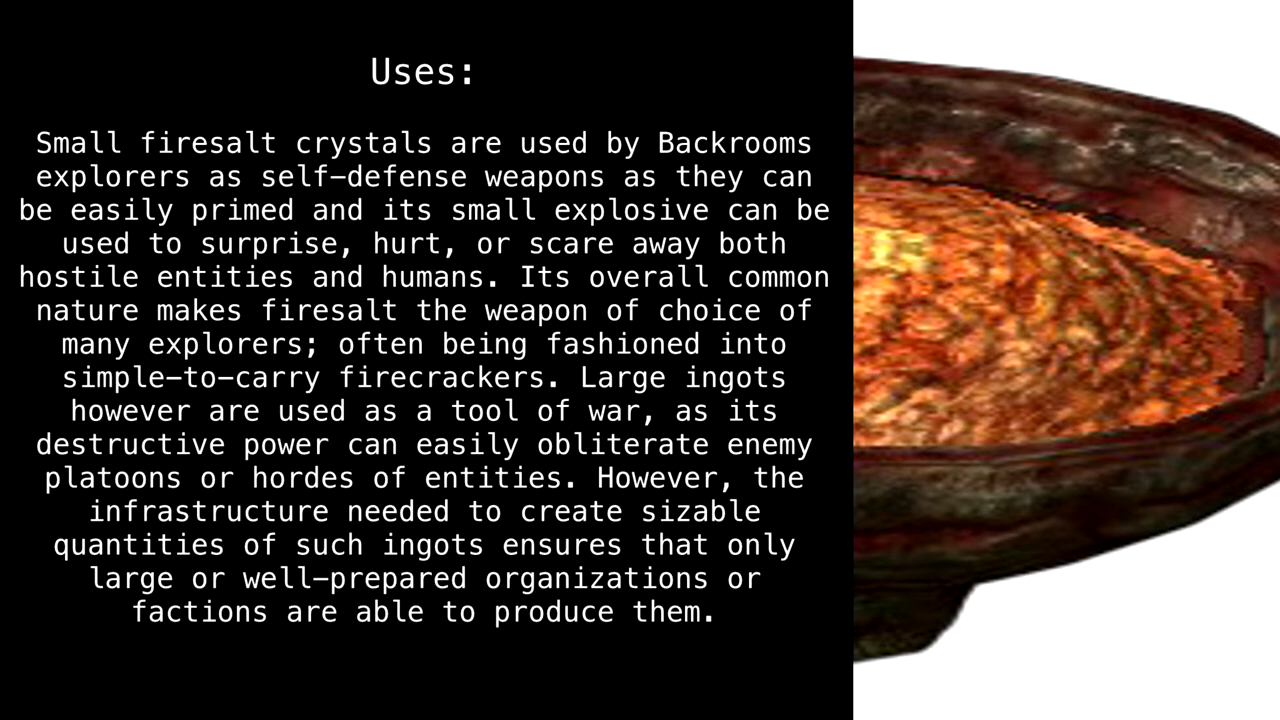 Uses:
Small firesalt crystals are used by Backrooms
explorers as self-defense weapons as they can
be easily primed and its small explosive can be
used to surprise, hurt, or scare away both
hostile entities and humans. Its overall common
nature makes firesalt the weapon of choice of
many explorers; often being fashioned into
simple-to-carry firecrackers. Large ingots
however are used as a tool of war, as its
destructive power can easily obliterate enemy
platoons or hordes of entities. However, the
infrastructure needed to create sizable
quantities of such ingots ensures that only
large or well-prepared organizations or
factions are able to produce them.